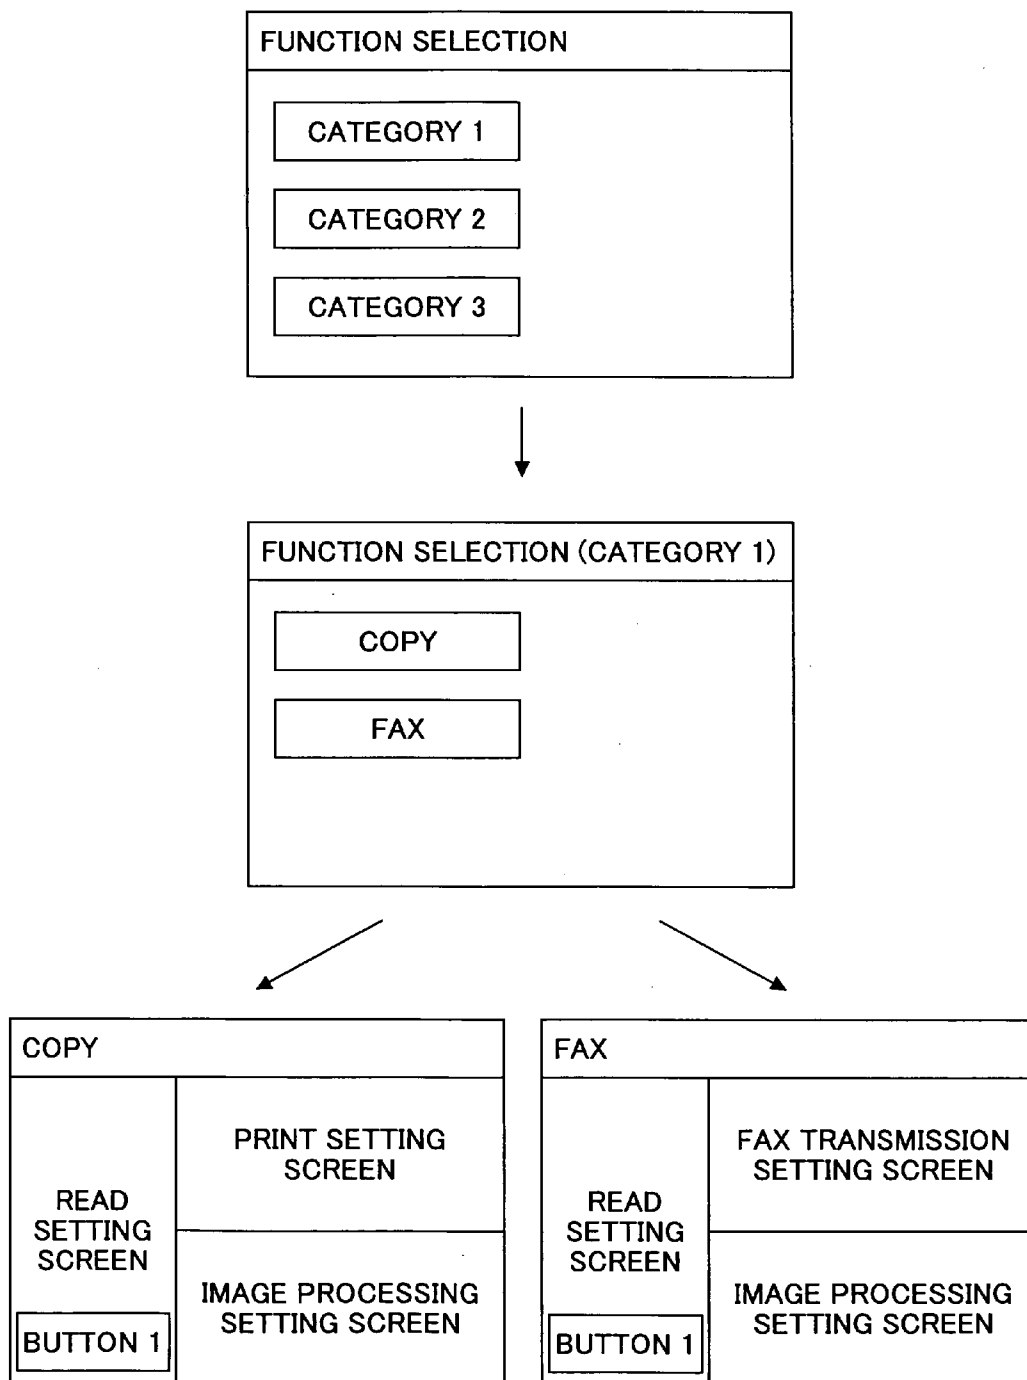 FUNCTION SELECTION
CATEGORY 1
CATEGORY 2
CATEGORY 3
FUNCTION SELECTION (CATEGORY 1)
COPY
FAX
COPY
READ
SETTING
SCREEN
BUTTON 1
PRINT SETTING
SCREEN
IMAGE PROCESSING
SETTING SCREEN
FAX
READ
SETTING
SCREEN
BUTTON 1
FAX TRANSMISSION
SETTING SCREEN
IMAGE PROCESSING
SETTING SCREEN